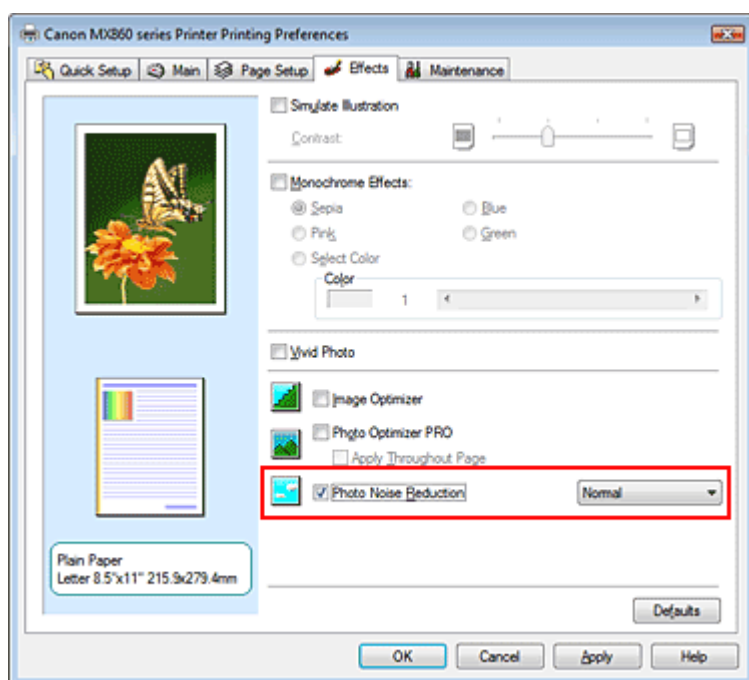 Canon MX860 series Printer Printing Preferences
Quick Setup Main Page Setup Effects Maintenance
Simulate Illustration
Contrast:
Monochrome Effects:
Sepia Blue
Pink Green
Select Color
Color
1
Vivid Photo
Image Optimizer
Photo Optimizer PRO
Apply Throughout Page
Photo Noise Reduction Normal
Plain Paper
Letter 8.5"x11" 215.9x279.4mm
Defaults
OK Cancel Apply Help